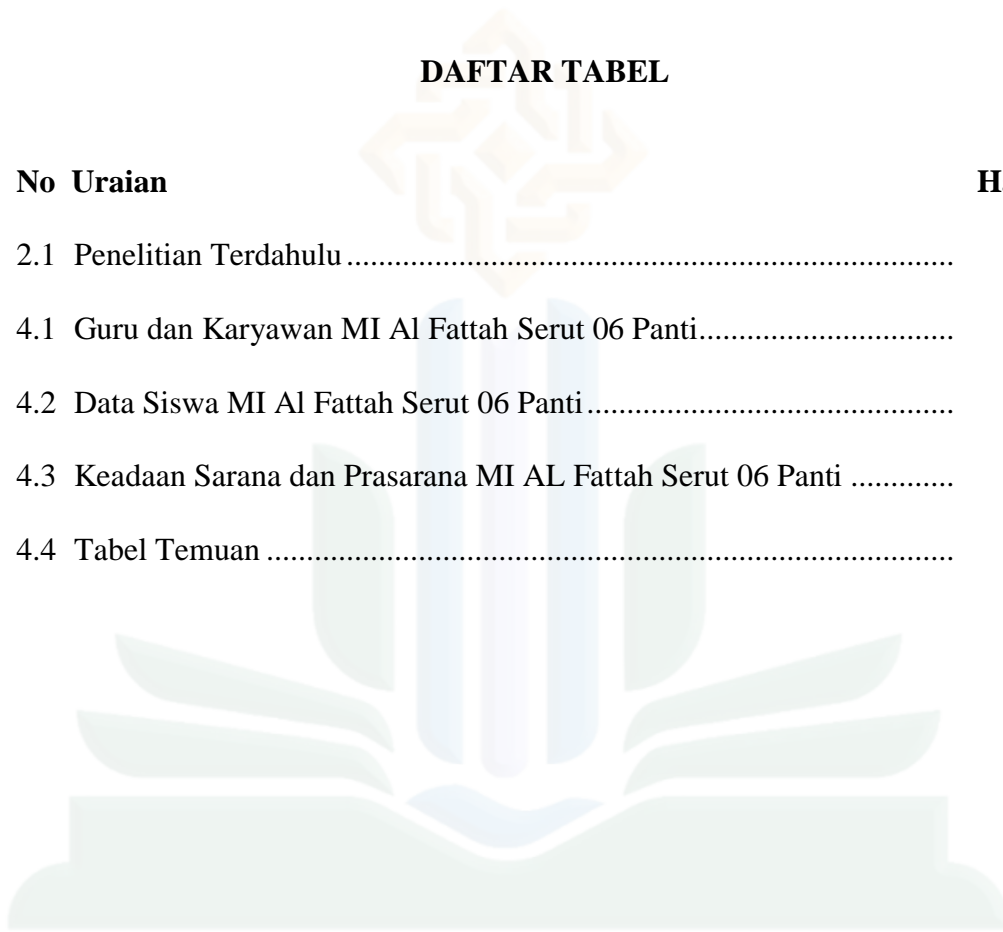 DAFTAR TABEL
No Uraian
2.1 Penelitian Terdahulu............................................................................
4.1 Guru dan Karyawan MI Al Fattah Serut 06 Panti................................
4.2 Data Siswa MI Al Fattah Serut 06 Panti..............................................
4.3 Keadaan Sarana dan Prasarana MI AL Fattah Serut 06 Panti .............
4.4 Tabel Temuan ......................................................................................